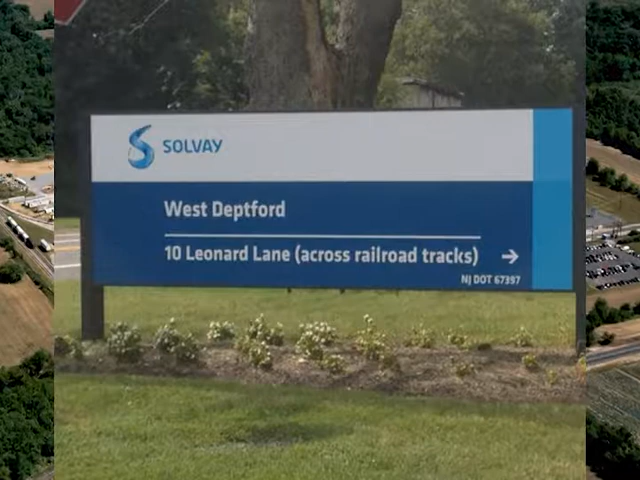 SOLVAY
West Deptford
10 Leonard Lane (across railroad tracks) →
NJ DOT 67397